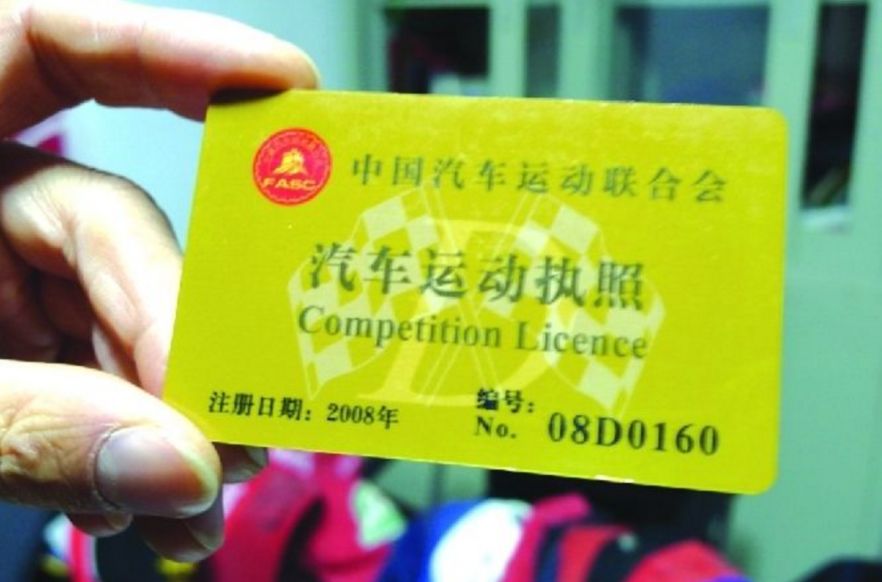 FASC
中国汽车运动联合会
汽车运动执照
Competition Licence
注册日期：2008年
编号：
No. 08D0160
D